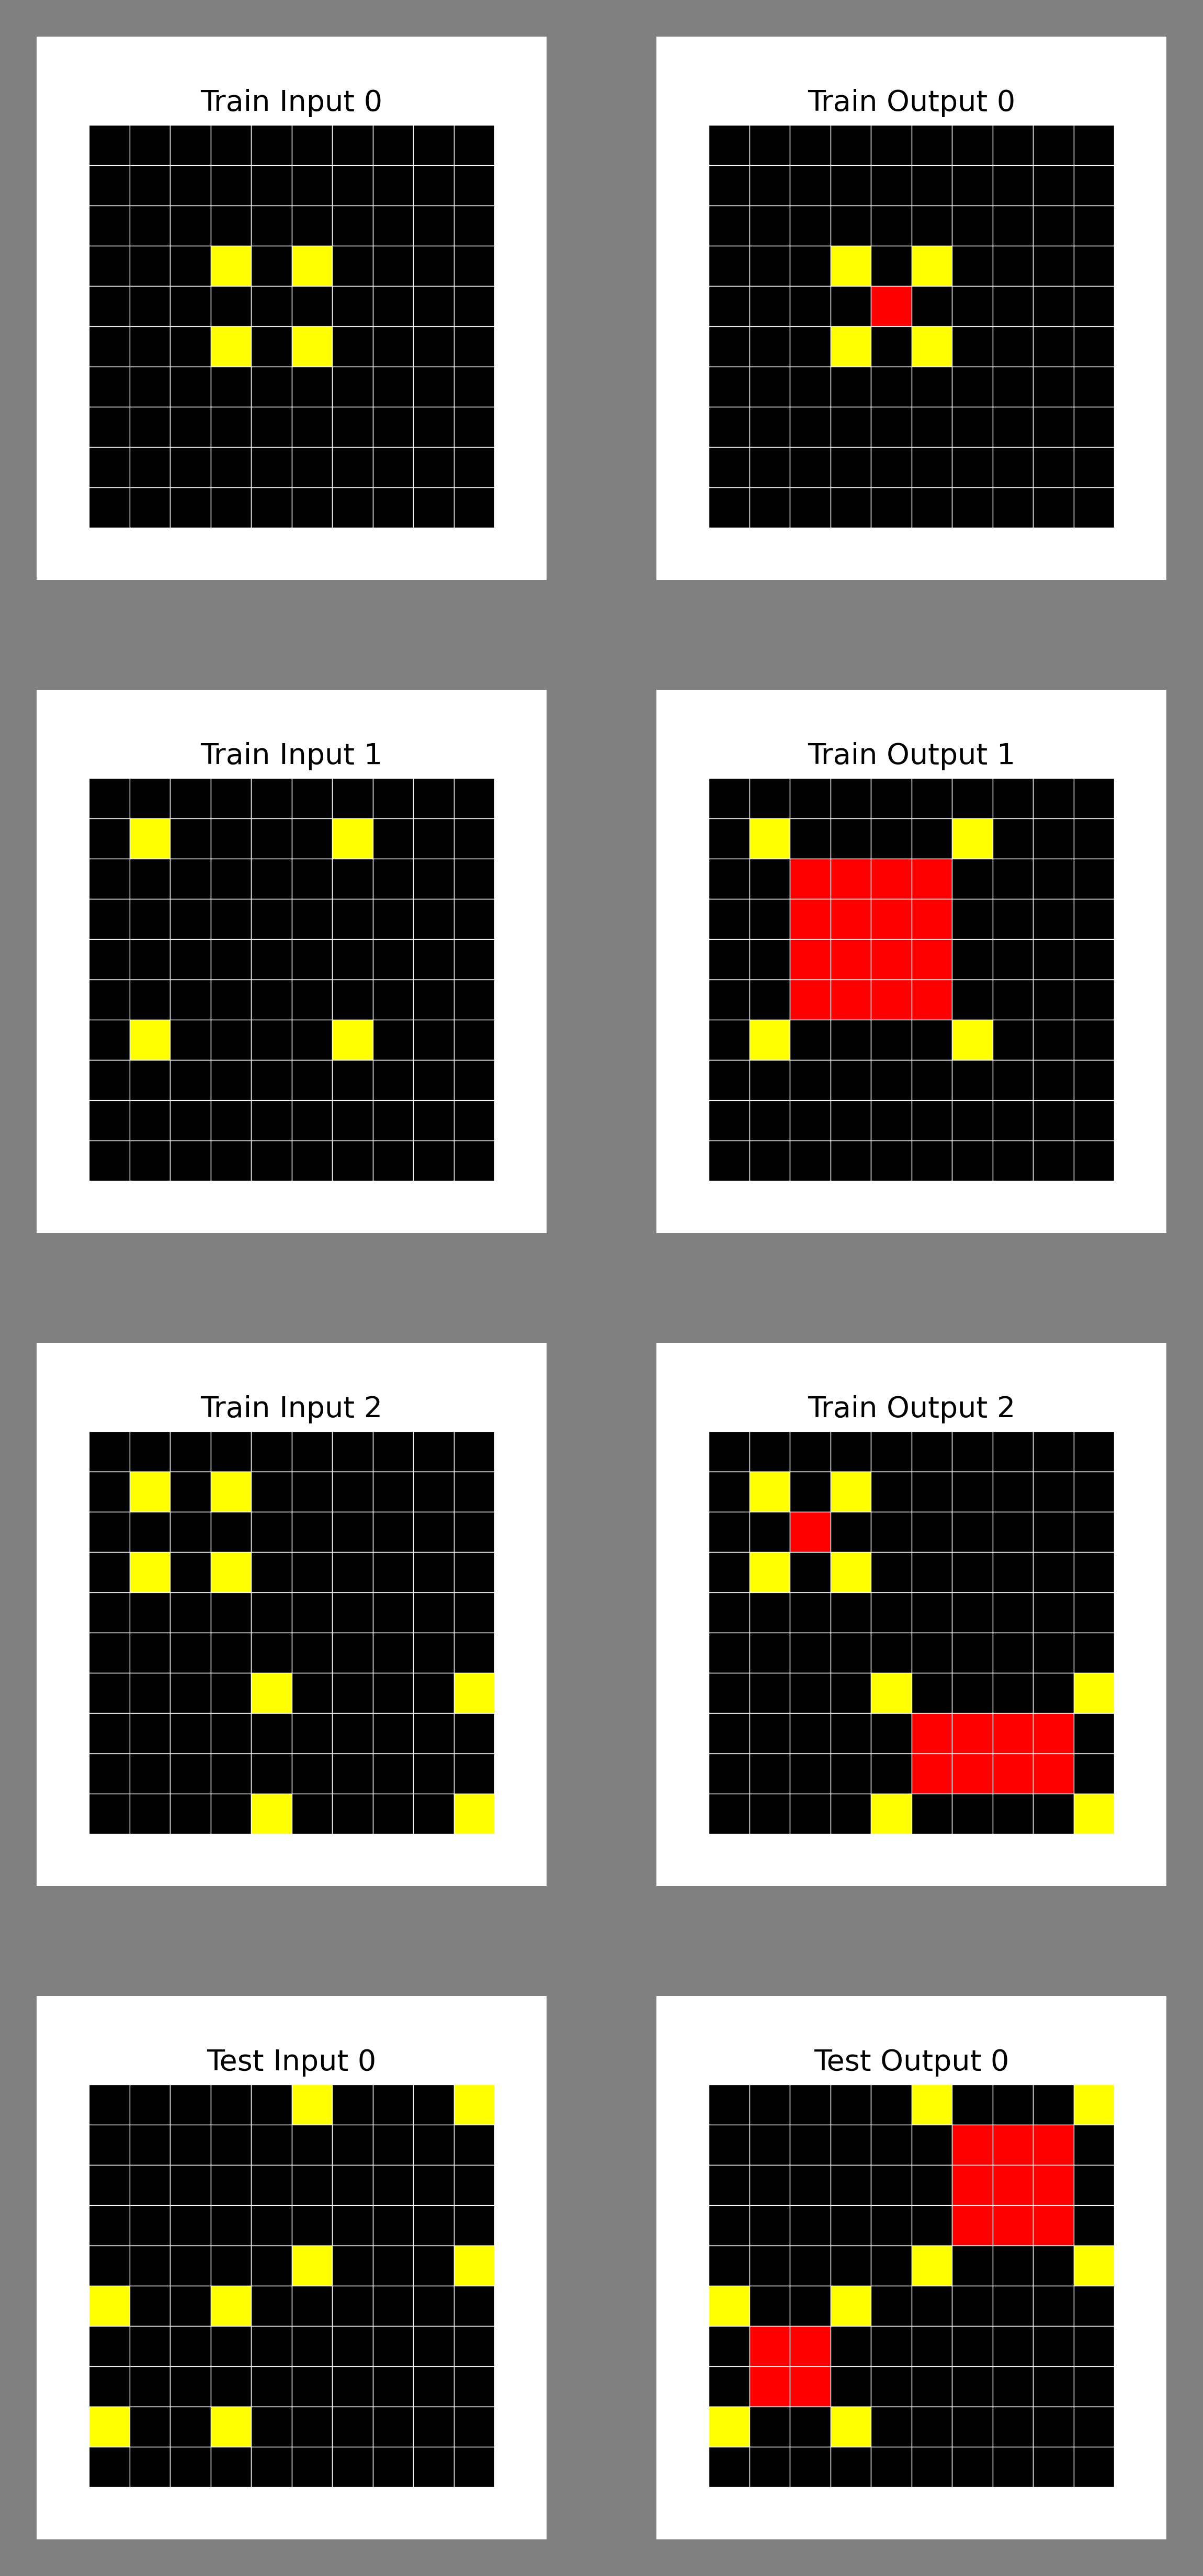 Train Input 0
Train Output 0
Train Input 1
Train Output 1
Train Input 2
Train Output 2
Test Input 0
Test Output 0